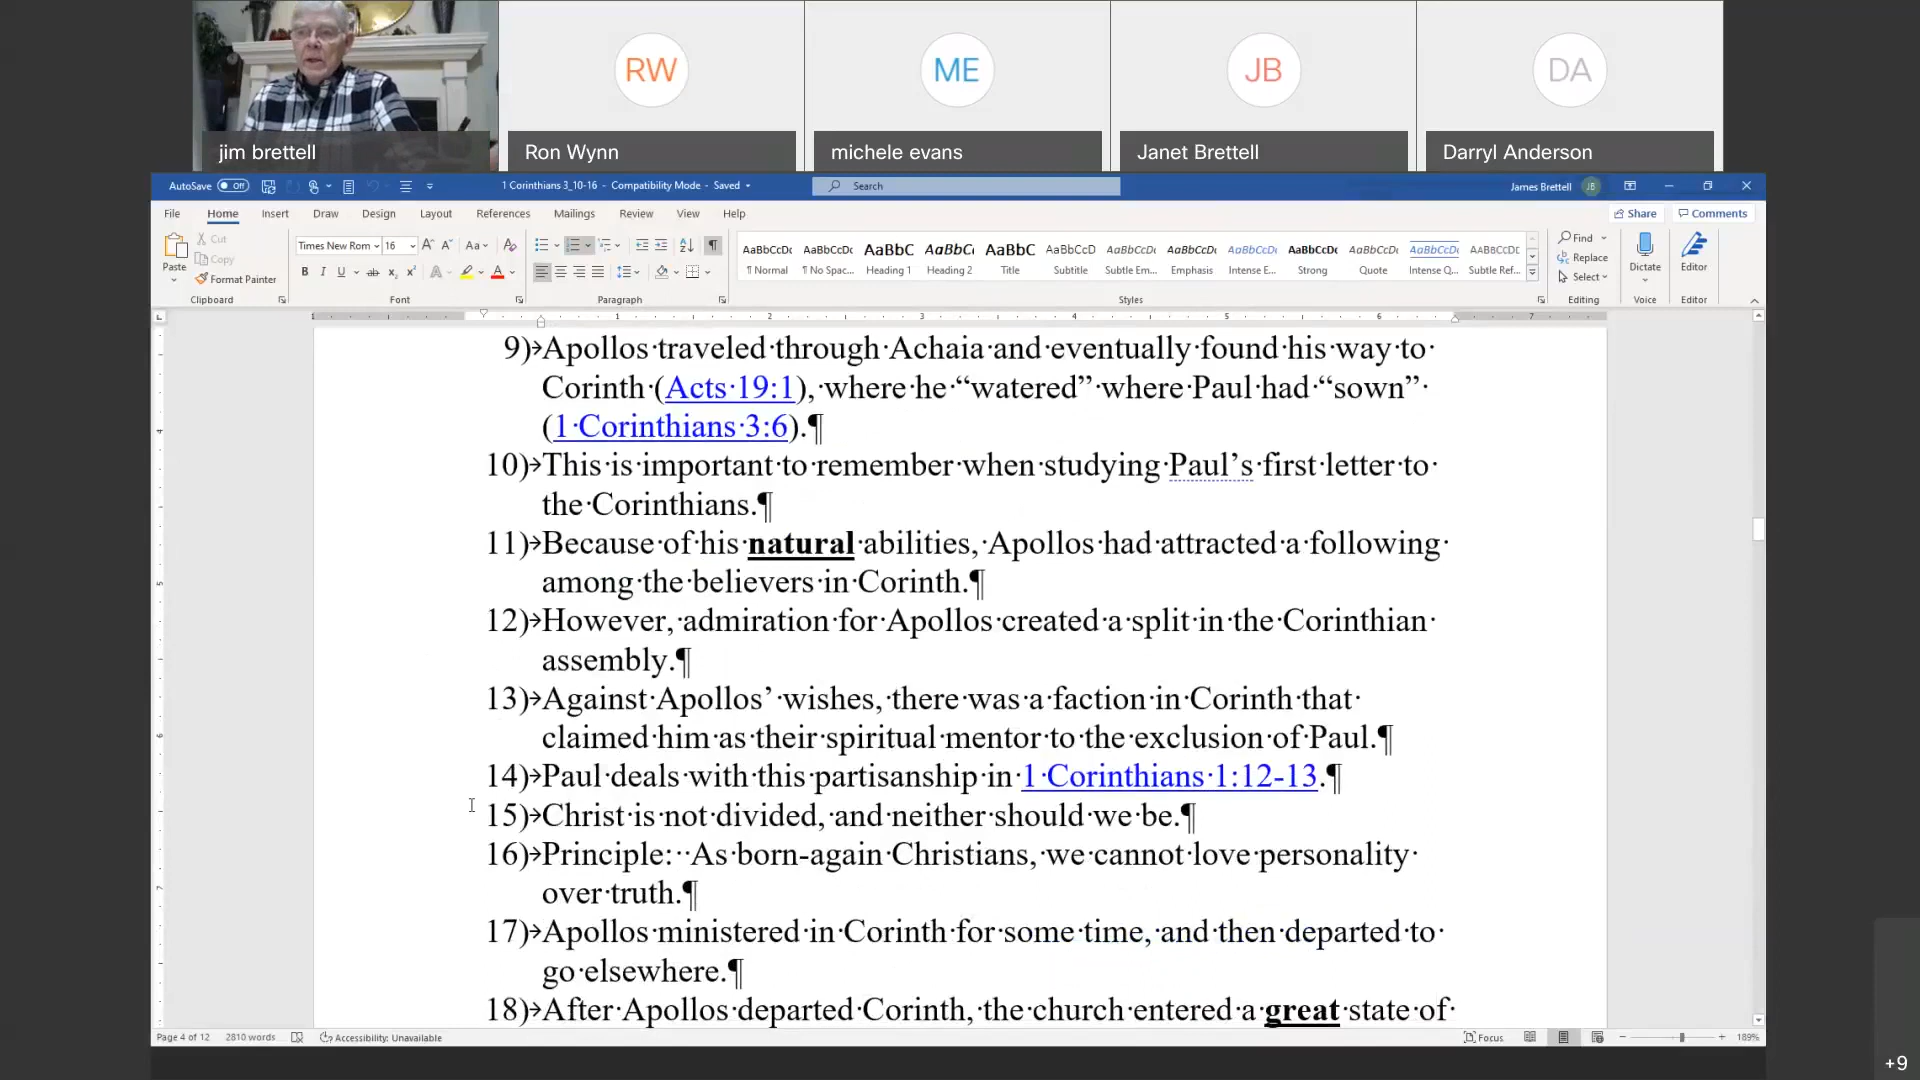 RW
ME
JB
DA
jim brettell
Ron Wynn
michele evans
Janet Brettell
Darryl Anderson
AutoSave Off
1 Corinthians 3_10-16 - Compatibility Mode - Saved
Search
James Brettell JB
File Home Insert Draw Design Layout References Mailings Review View Help
Share Comments
Paste
Cut
Copy
Format Painter
Clipboard
Times New Rom 16
Font
Paragraph
AaBbCcDc AaBbCcDc AaBbC AaBbCc AaBbC AaBbCcD AaBbCcDc AaBbCcDc AaBbCcDc AaBbCcDc AaBbCcDc AaBbCcDc AaBbCcDc
¶ Normal ¶ No Spac... Heading 1 Heading 2 Title Subtitle Subtle Em... Emphasis Intense E... Strong Quote Intense Q... Subtle Ref...
Styles
Find
Replace
Select
Editing
Dictate
Voice
Editor
Editor
9) Apollos traveled through Achaia and eventually found his way to
Corinth (Acts 19:1), where he “watered” where Paul had “sown”
(1 Corinthians 3:6).¶
10) This is important to remember when studying Paul’s first letter to
the Corinthians.¶
11) Because of his natural abilities, Apollos had attracted a following
among the believers in Corinth.¶
12) However, admiration for Apollos created a split in the Corinthian
assembly.¶
13) Against Apollos’ wishes, there was a faction in Corinth that
claimed him as their spiritual mentor to the exclusion of Paul.¶
14) Paul deals with this partisanship in 1 Corinthians 1:12-13.¶
15) Christ is not divided, and neither should we be.¶
16) Principle:  As born-again Christians, we cannot love personality
over truth.¶
17) Apollos ministered in Corinth for some time, and then departed to
go elsewhere.¶
18) After Apollos departed Corinth, the church entered a great state of
Page 4 of 12 2810 words Accessibility: Unavailable
Focus
189%
+9